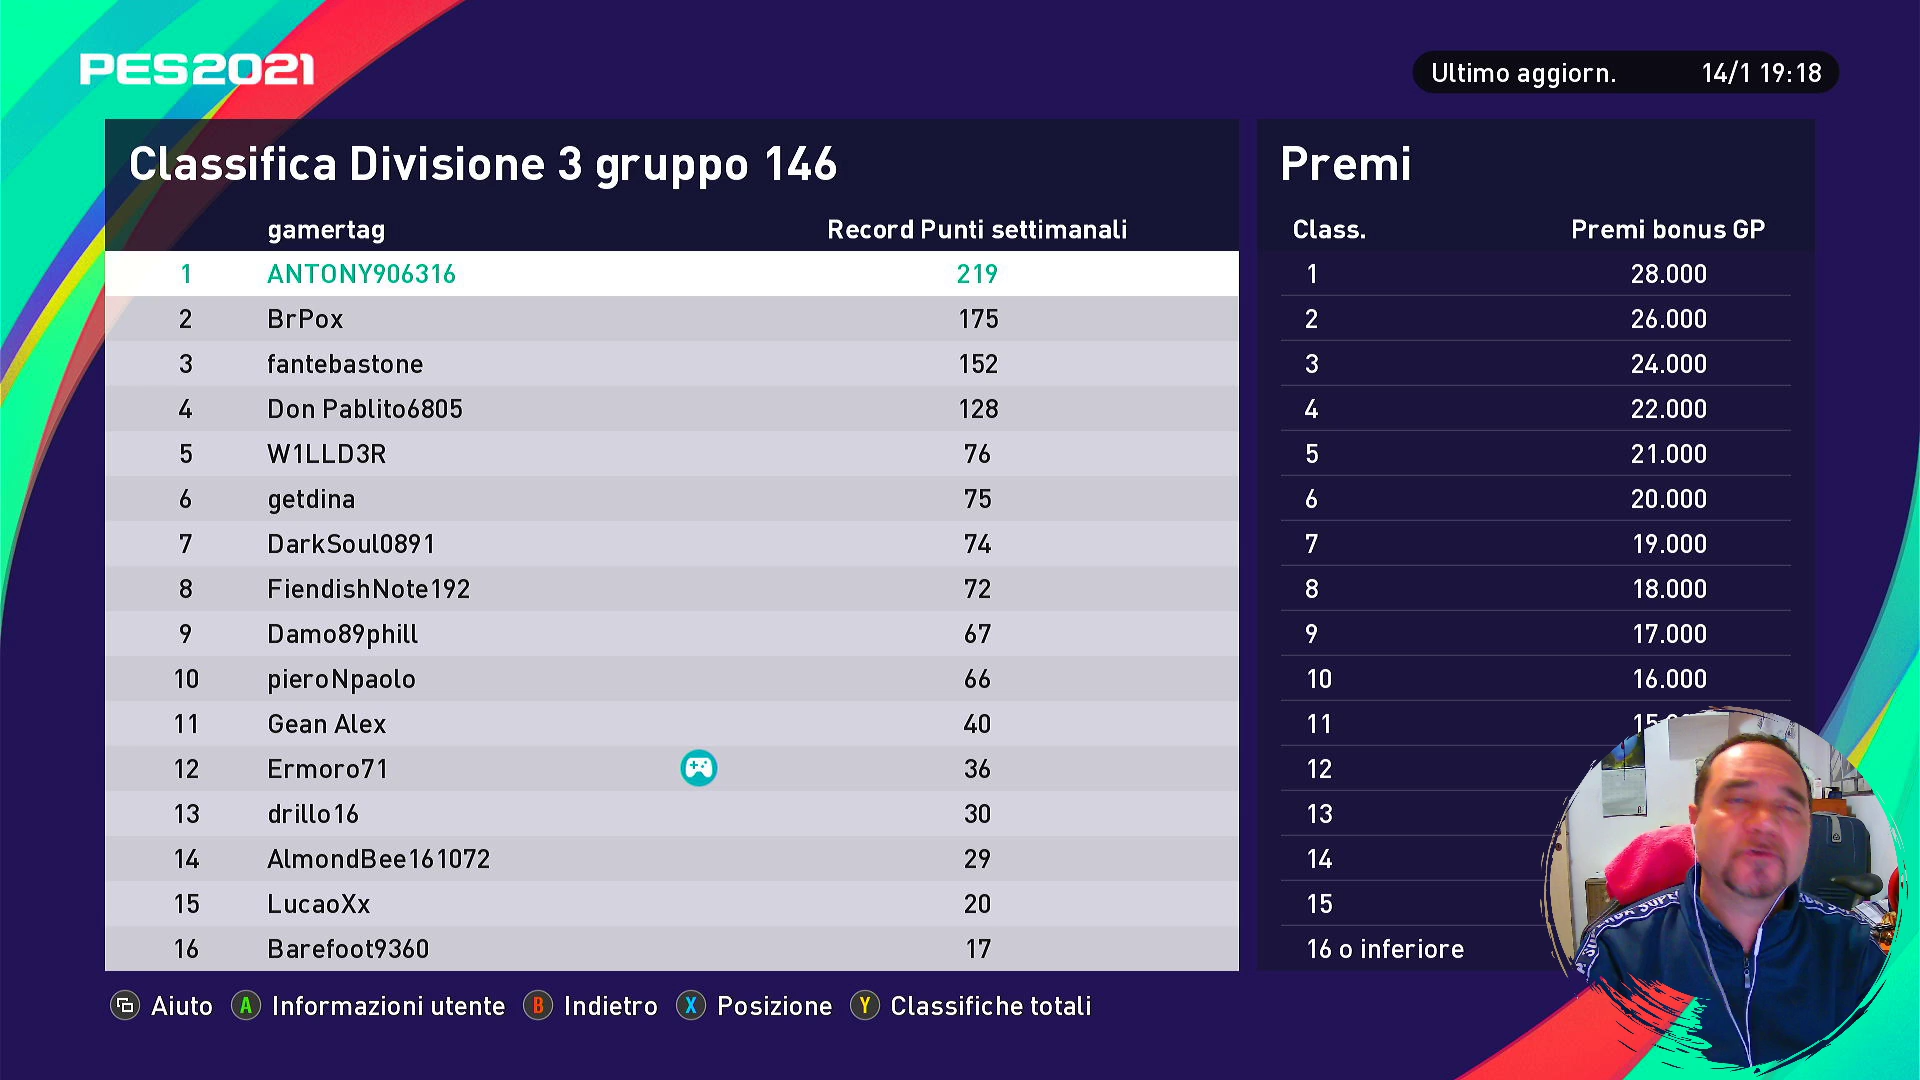 PES2021
Ultimo aggiorn. 14/1 19:18
Classifica Divisione 3 gruppo 146
gamertag Record Punti settimanali
1 ANTONY906316 219
2 BrPox 175
3 fantebastone 152
4 Don Pablito6805 128
5 W1LLD3R 76
6 getdina 75
7 DarkSoul0891 74
8 FiendishNote192 72
9 Damo89phill 67
10 pieroNpaolo 66
11 Gean Alex 40
12 Ermoro71 36
13 drillo16 30
14 AlmondBee161072 29
15 LucaoXx 20
16 Barefoot9360 17
Premi
Class. Premi bonus GP
1 28.000
2 26.000
3 24.000
4 22.000
5 21.000
6 20.000
7 19.000
8 18.000
9 17.000
10 16.000
11
12
13
14
15
16 o inferiore
Aiuto A Informazioni utente B Indietro X Posizione Y Classifiche totali